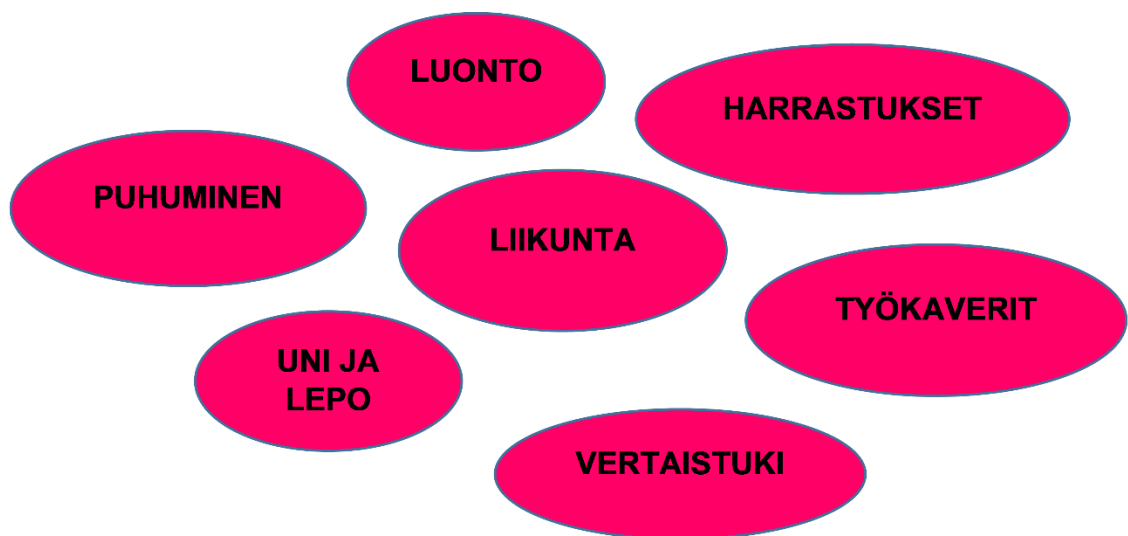 LUONTO
HARRASTUKSET
PUHUMINEN
LIIKUNTA
TYÖKAVERIT
UNI JA
LEPO
VERTAISTUKI